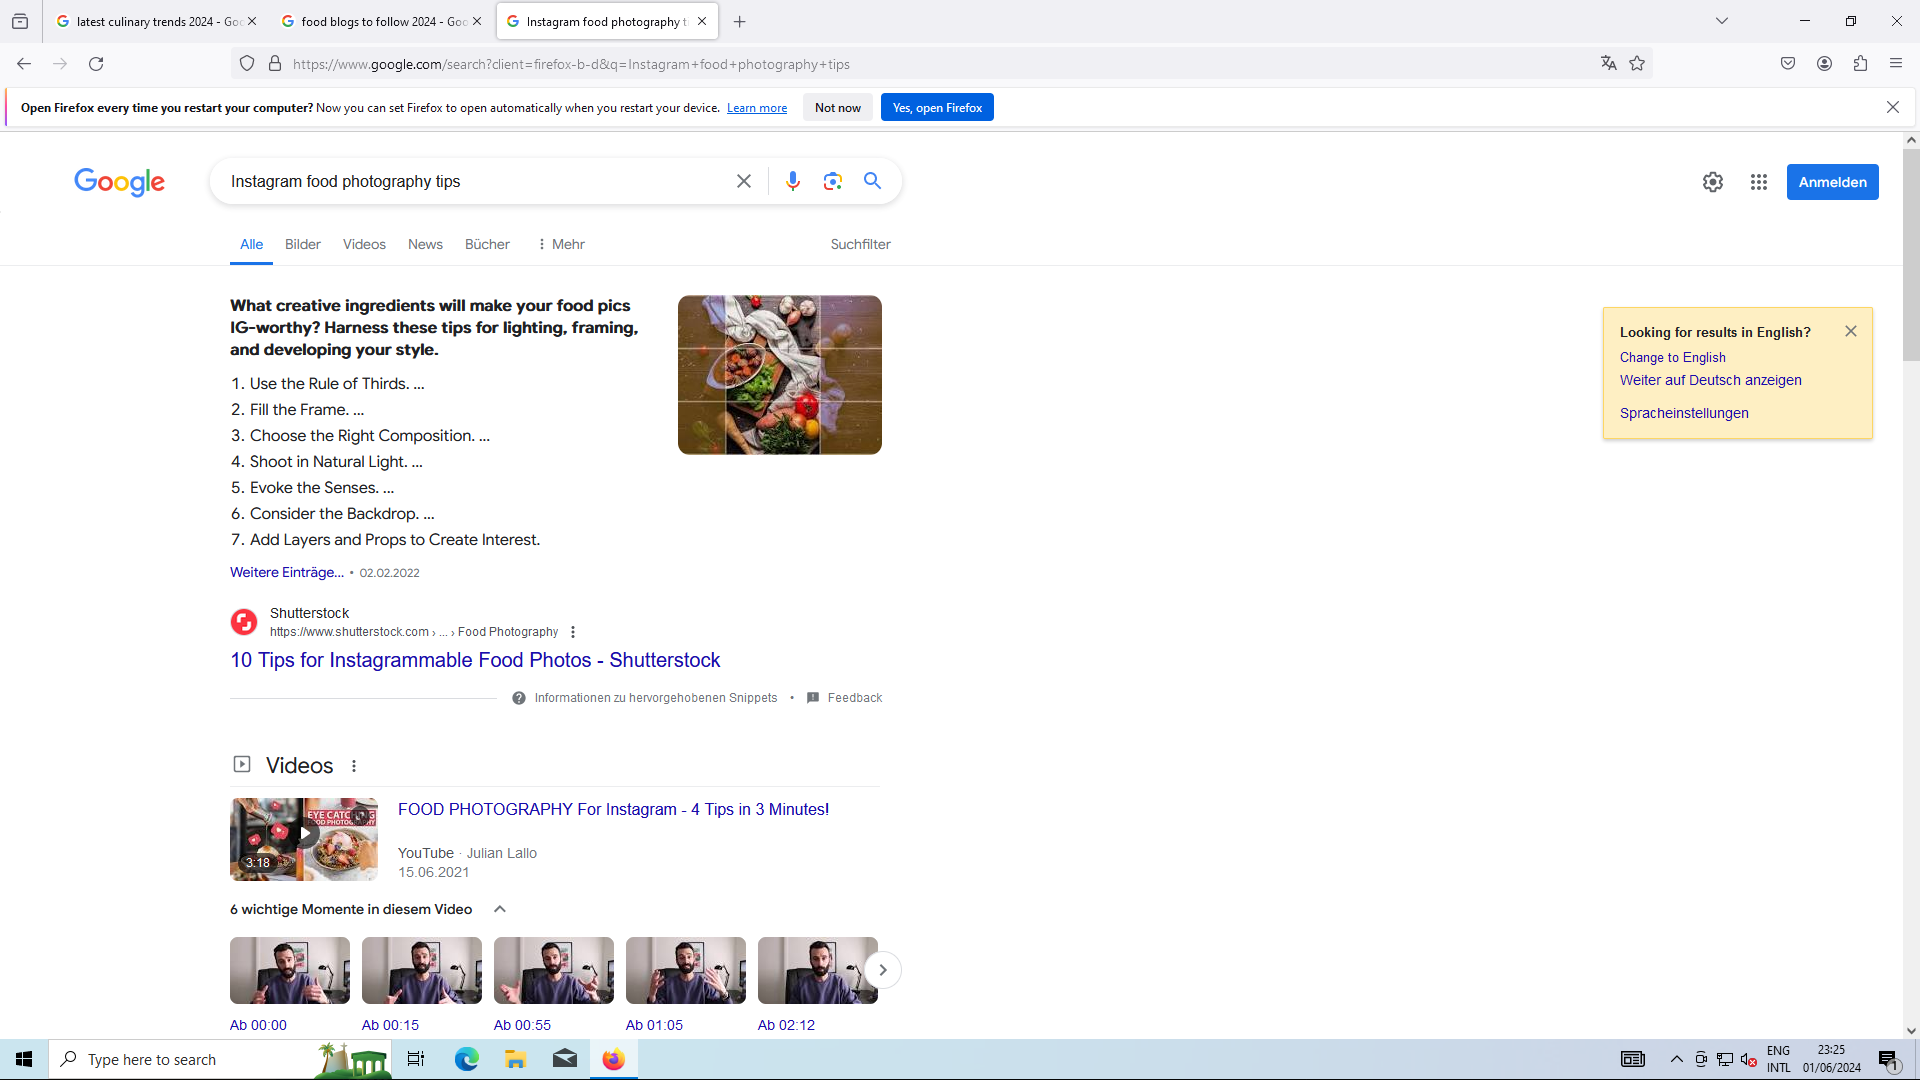 latest culinary trends 2024 - Goo
food blogs to follow 2024 - Goo
Instagram food photography ti
https://www.google.com/search?client=firefox-b-d&q=Instagram+food+photography+tips
Open Firefox every time you restart your computer? Now you can set Firefox to open automatically when you restart your device. Learn more
Not now
Yes, open Firefox
Google
Instagram food photography tips
Anmelden
Alle
Bilder
Videos
News
Bücher
Mehr
Suchfilter
What creative ingredients will make your food pics
IG-worthy? Harness these tips for lighting, framing,
and developing your style.
1. Use the Rule of Thirds. ...
2. Fill the Frame. ...
3. Choose the Right Composition. ...
4. Shoot in Natural Light. ...
5. Evoke the Senses. ...
6. Consider the Backdrop. ...
7. Add Layers and Props to Create Interest.
Weitere Einträge... • 02.02.2022
Looking for results in English?
Change to English
Weiter auf Deutsch anzeigen
Spracheinstellungen
Shutterstock
https://www.shutterstock.com › ... › Food Photography
10 Tips for Instagrammable Food Photos - Shutterstock
Informationen zu hervorgehobenen Snippets • Feedback
Videos
EYE CATCHING
FOOD PHOTOGRAPHY
3:18
FOOD PHOTOGRAPHY For Instagram - 4 Tips in 3 Minutes!
YouTube · Julian Lallo
15.06.2021
6 wichtige Momente in diesem Video
Ab 00:00
Ab 00:15
Ab 00:55
Ab 01:05
Ab 02:12
Type here to search
ENG
INTL
23:25
01/06/2024
1